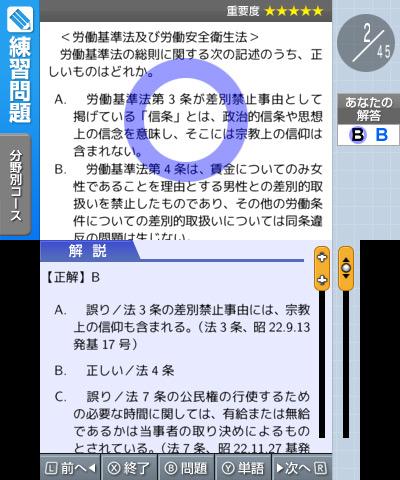 重要度 ★★★★★
練習問題
分野別コース
2/45
あなたの
解答
B B
<労働基準法及び労働安全衛生法>
労働基準法の総則に関する次の記述のうち、正
しいものはどれか。
A. 労働基準法第3条が差別禁止事由として
掲げている「信条」とは、政治的信条や思想
上の信念を意味し、そこには宗教上の信仰は
含まれない。
B. 労働基準法第4条は、賃金についてのみ女
性であることを理由とする男性との差別的取
扱いを禁止したものであり、その他の労働条
件についての差別的取扱いについては同条違
反の問題は生じない。
解説
【正解】B
A. 誤り/法3条の差別禁止事由には、宗教
上の信仰も含まれる。(法3条、昭22.9.13
発基17号)
B. 正しい/法4条
C. 誤り/法7条の公民権の行使するため
の必要な時間に関しては、有給または無給
であるかは当事者の取り決めによるもの
とされている。(法7条、昭22.11.27基発
L 前へ◀ X 終了 B 問題 Y 単語 ▶次へ R